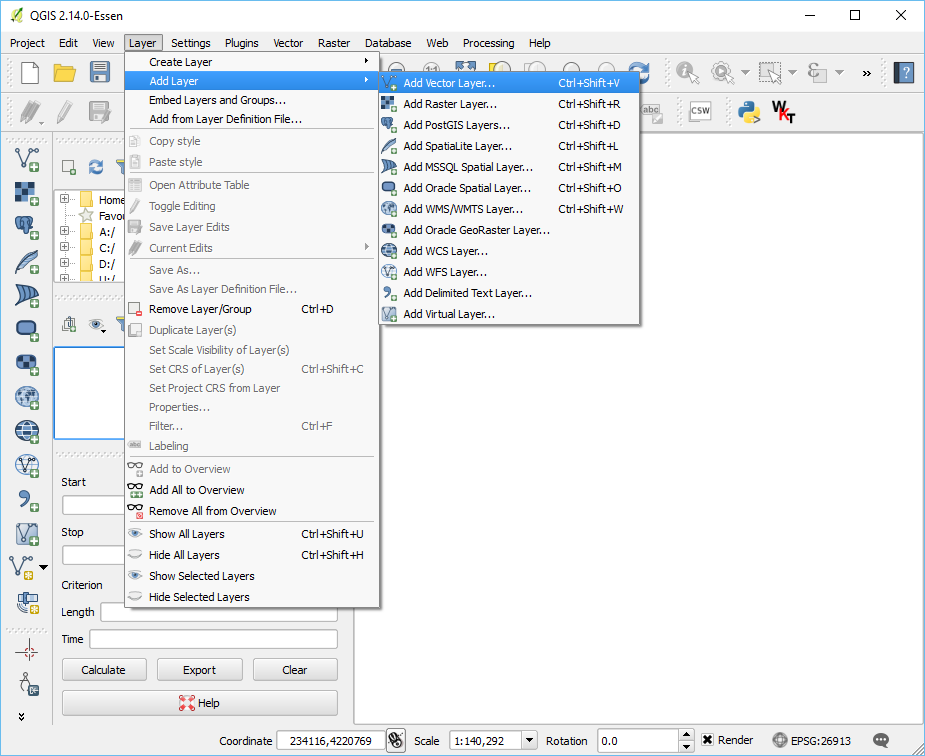 QGIS 2.14.0-Essen
Project Edit View Layer Settings Plugins Vector Raster Database Web Processing Help
Create Layer
Add Layer
Embed Layers and Groups...
Add from Layer Definition File...
Copy style
Paste style
Open Attribute Table
Toggle Editing
Save Layer Edits
Current Edits
Save As...
Save As Layer Definition File...
Remove Layer/Group Ctrl+D
Duplicate Layer(s)
Set Scale Visibility of Layer(s)
Set CRS of Layer(s) Ctrl+Shift+C
Set Project CRS from Layer
Properties...
Filter... Ctrl+F
abc Labeling
Add to Overview
Add All to Overview
Remove All from Overview
Show All Layers Ctrl+Shift+U
Hide All Layers Ctrl+Shift+H
Show Selected Layers
Hide Selected Layers
Add Vector Layer... Ctrl+Shift+V
Add Raster Layer... Ctrl+Shift+R
Add PostGIS Layers... Ctrl+Shift+D
Add SpatiaLite Layer... Ctrl+Shift+L
Add MSSQL Spatial Layer... Ctrl+Shift+M
Add Oracle Spatial Layer... Ctrl+Shift+O
Add WMS/WMTS Layer... Ctrl+Shift+W
Add Oracle GeoRaster Layer...
Add WCS Layer...
Add WFS Layer...
Add Delimited Text Layer...
Add Virtual Layer...
abc
CSW
WKT
Home
Favor
A:/
C:/
D:/
Start
Stop
Criterion
Length
Time
Calculate Export Clear
Help
Coordinate 234116,4220769 Scale 1:140,292 Rotation 0.0 Render EPSG:26913